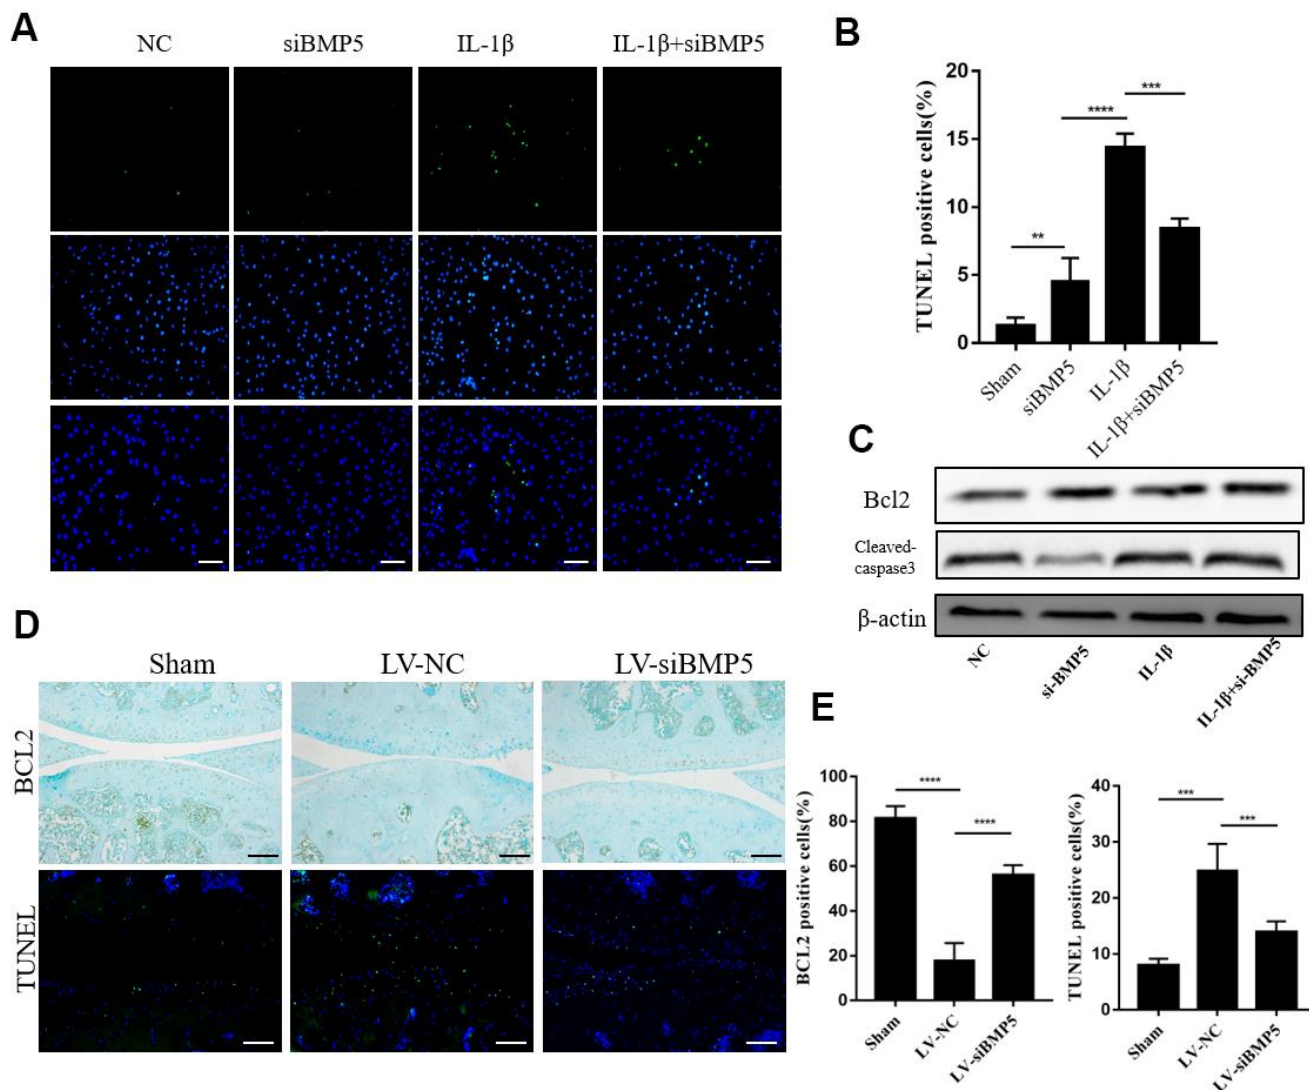 A
NC siBMP5 IL-1β IL-1β+siBMP5
B
TUNEL positive cells(%)
20
15
10
5
0
**
****
***
Sham siBMP5 IL-1β IL-1β+siBMP5
C
Bcl2
Cleaved-
caspase3
β-actin
NC si-BMP5 IL-1β IL-1β+si-BMP5
D
Sham LV-NC LV-siBMP5
BCL2
TUNEL
E
BCL2 positive cells(%)
100
80
60
40
20
0
****
****
Sham LV-NC LV-siBMP5
TUNEL positive cells(%)
40
30
20
10
0
***
***
Sham LV-NC LV-siBMP5